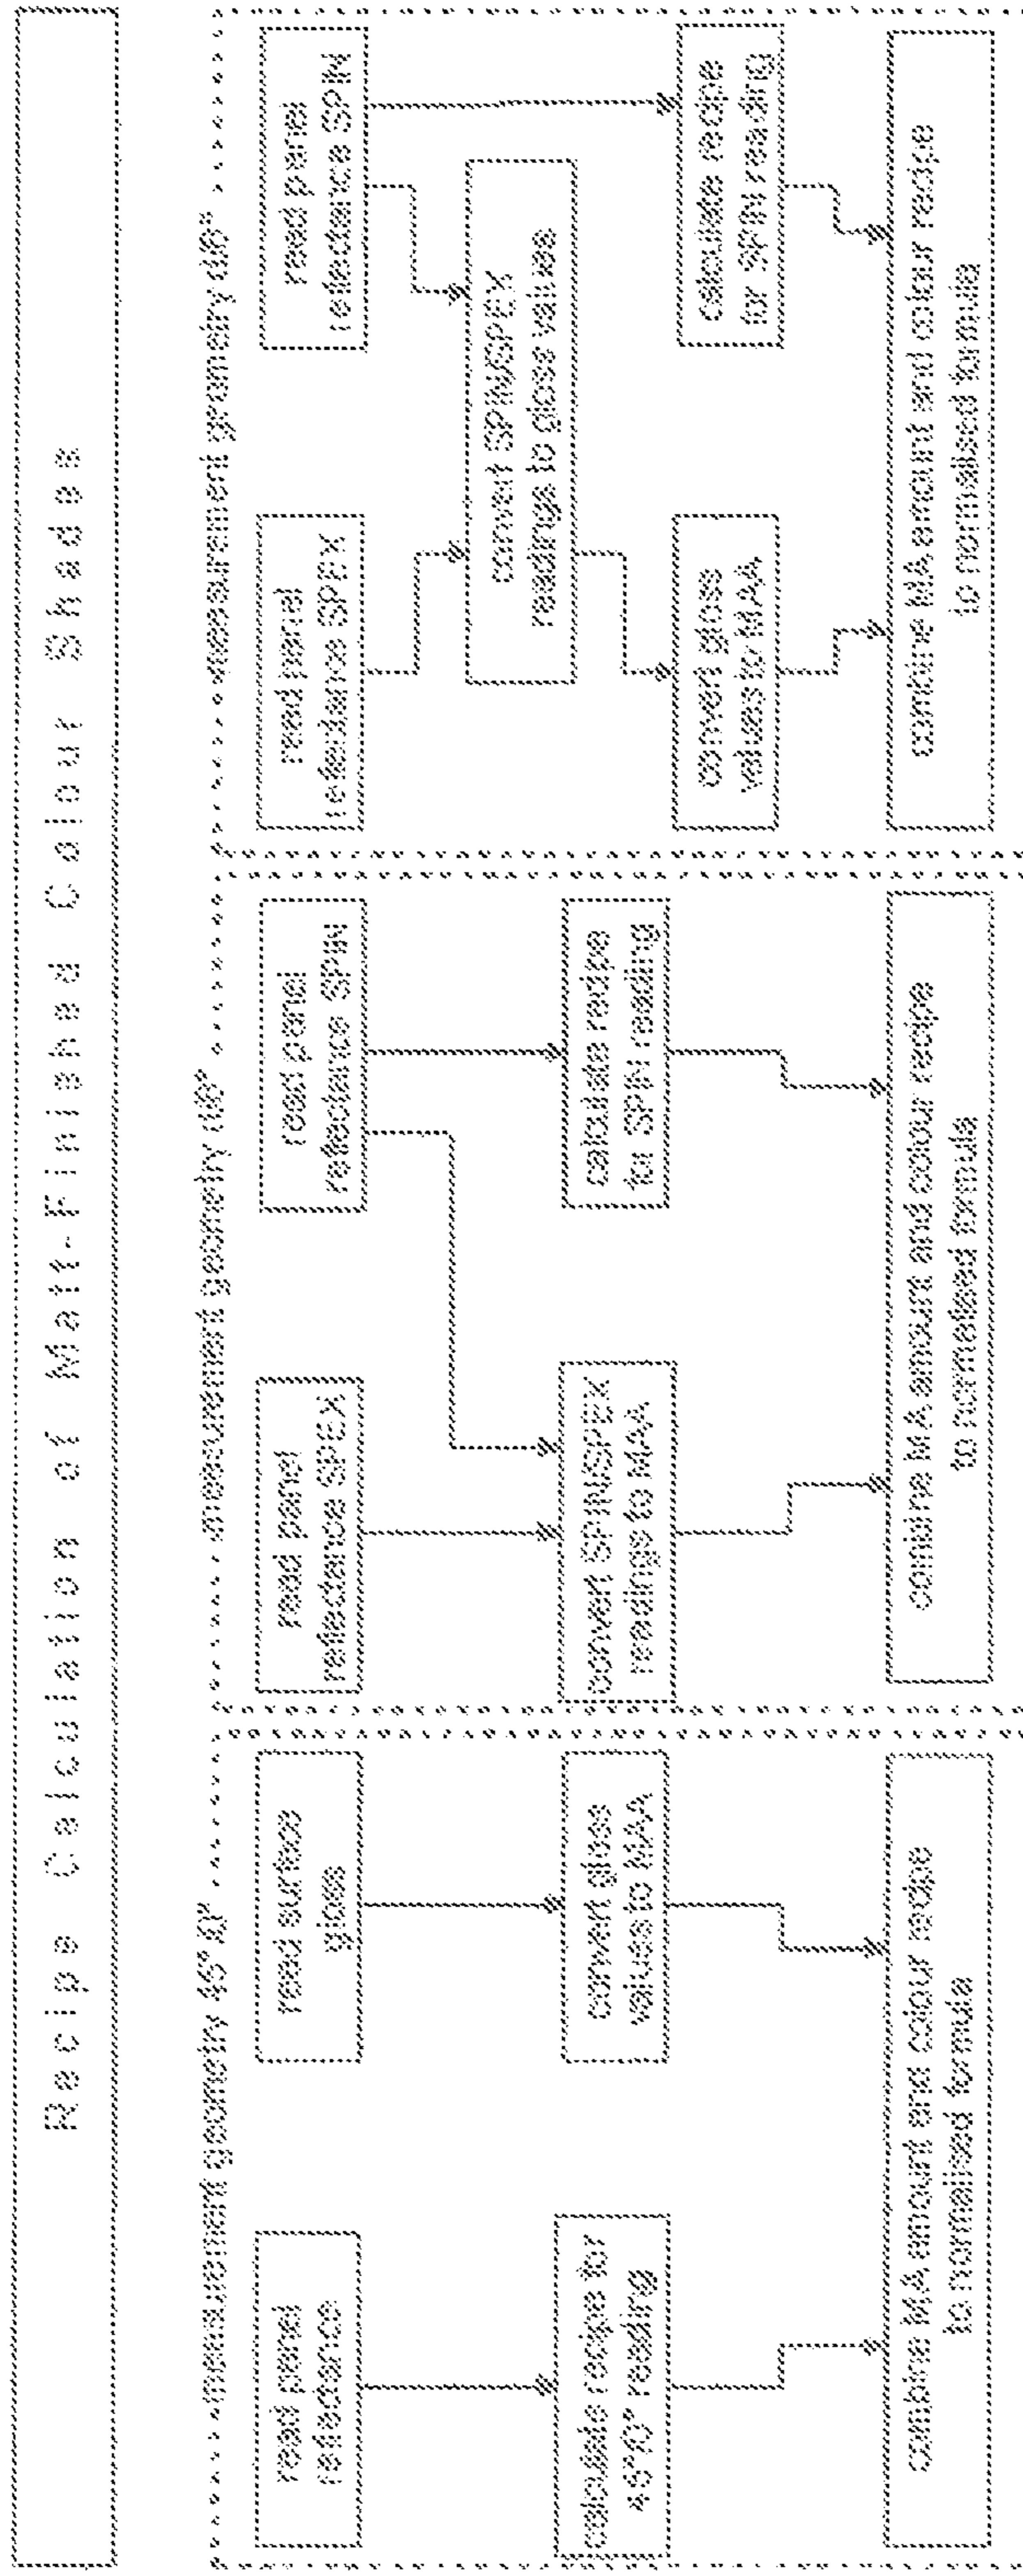 Recipe Calculation of Matt-Finished Colour Shades
measurement geometry 45°/0°
read panel
reflectance
read surface
gloss
calculate recipe for
45°/0° reading
convert gloss
values to MAA
combine MA amount and colour recipe
to normalised formula
measurement geometry d/8°
read panel
reflectance SPEX
read panel
reflectance SPIN
convert SPIN/SPEX
readings to MAA
calculate recipe
for SPIN reading
combine MA amount and colour recipe
to normalised formula
measurement geometry d/8°
read panel
reflectance SPEX
read panel
reflectance SPIN
convert SPIN/SPEX
readings to gloss values
convert gloss
values to MAA
calculate recipe
for SPIN reading
combine MA amount and colour recipe
to normalised formula